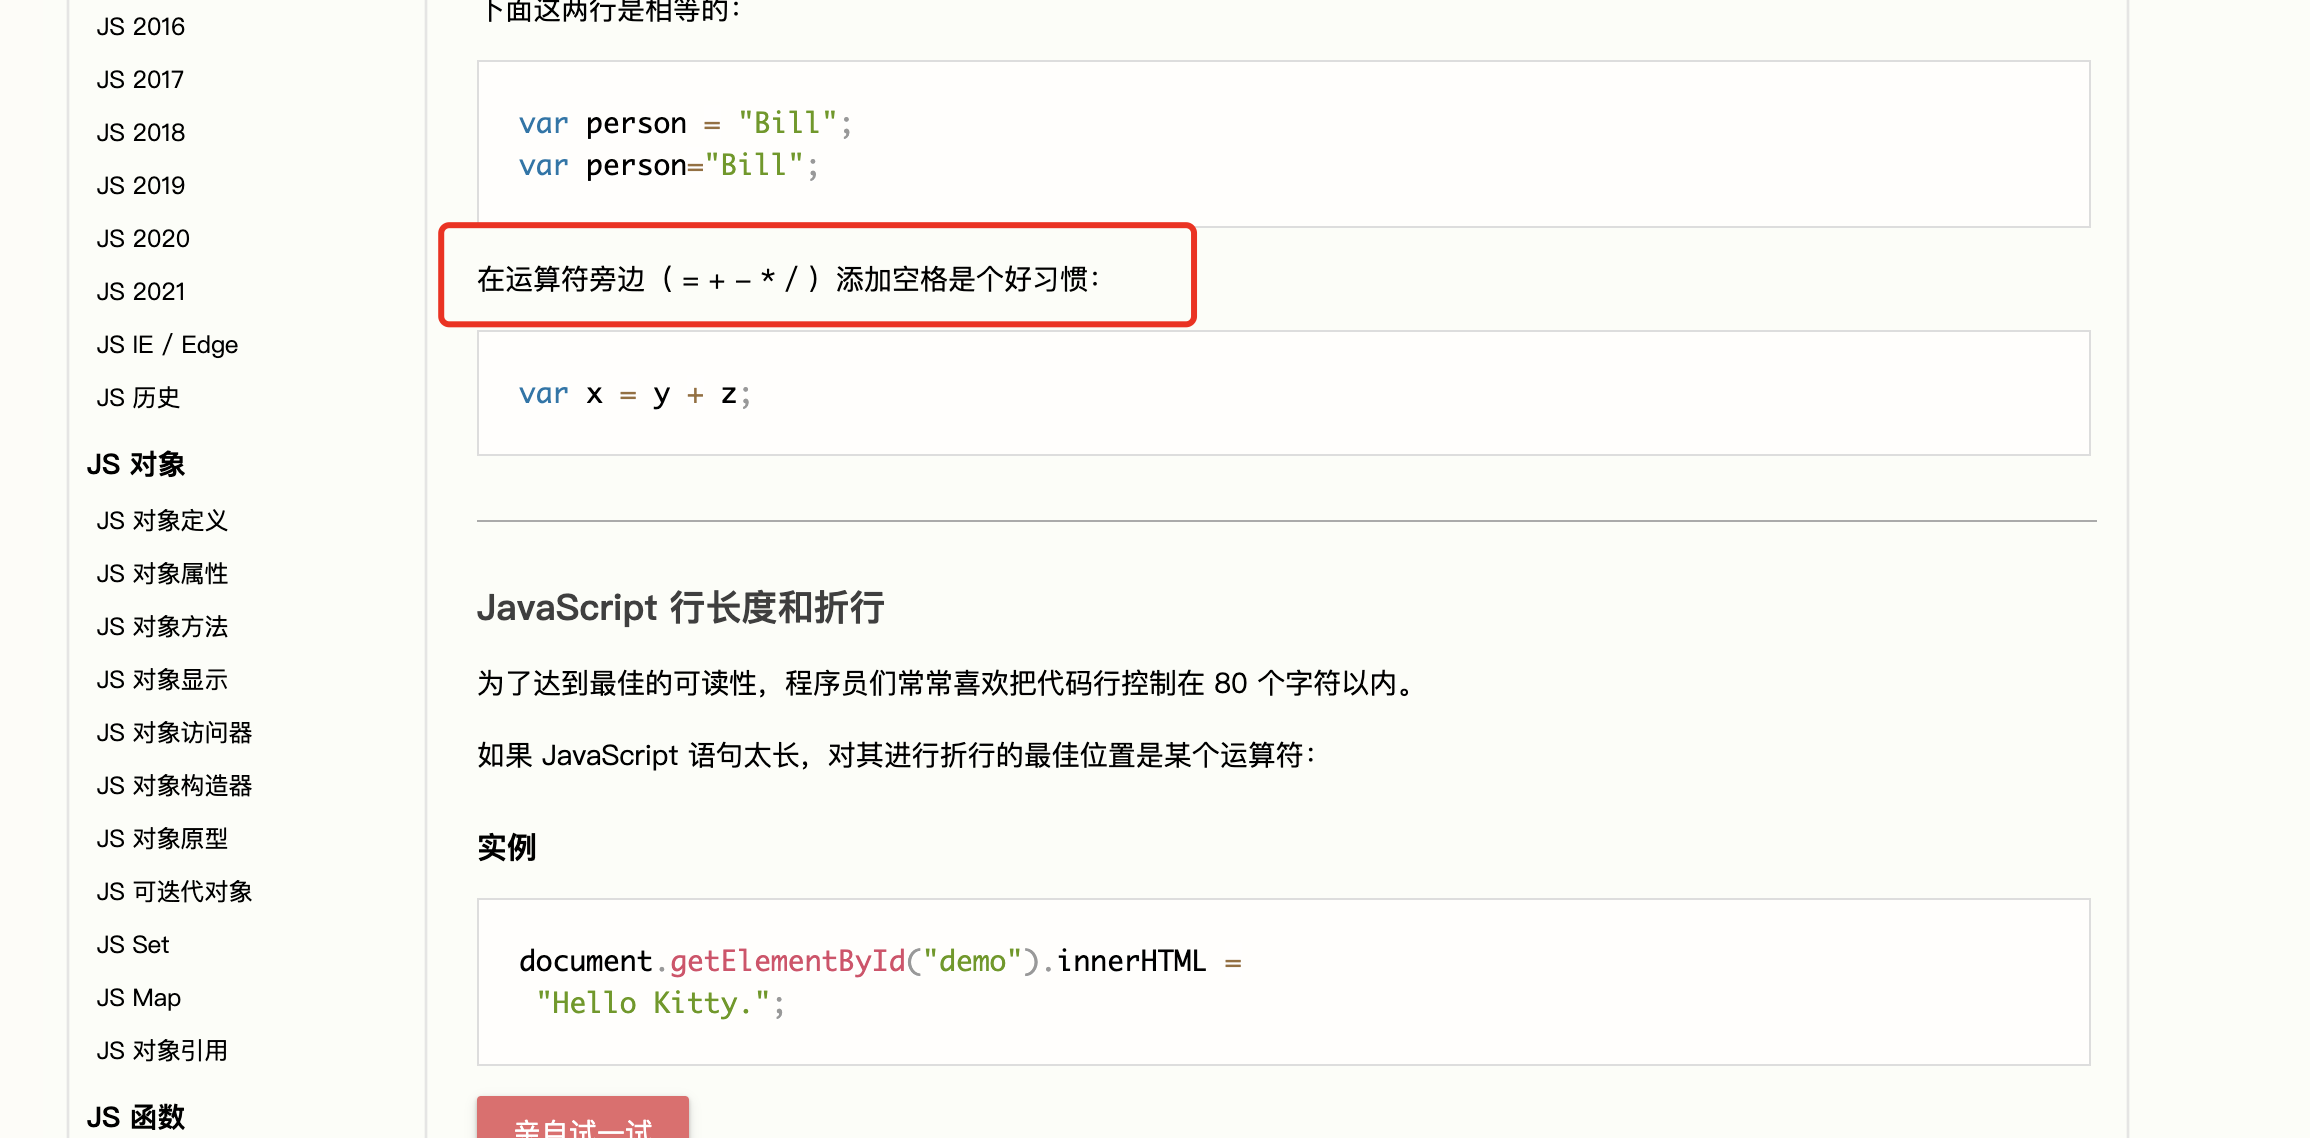 JS 2016
JS 2017
JS 2018
JS 2019
JS 2020
JS 2021
JS IE / Edge
JS 历史
JS 对象
JS 对象定义
JS 对象属性
JS 对象方法
JS 对象显示
JS 对象访问器
JS 对象构造器
JS 对象原型
JS 可迭代对象
JS Set
JS Map
JS 对象引用
JS 函数
下面这两行是相等的：
var person = "Bill";
var person="Bill";
在运算符旁边（ = + - * / ）添加空格是个好习惯：
var x = y + z;
JavaScript 行长度和折行
为了达到最佳的可读性，程序员们常常喜欢把代码行控制在 80 个字符以内。
如果 JavaScript 语句太长，对其进行折行的最佳位置是某个运算符：
实例
document.getElementById("demo").innerHTML =
 "Hello Kitty.";
亲自试一试